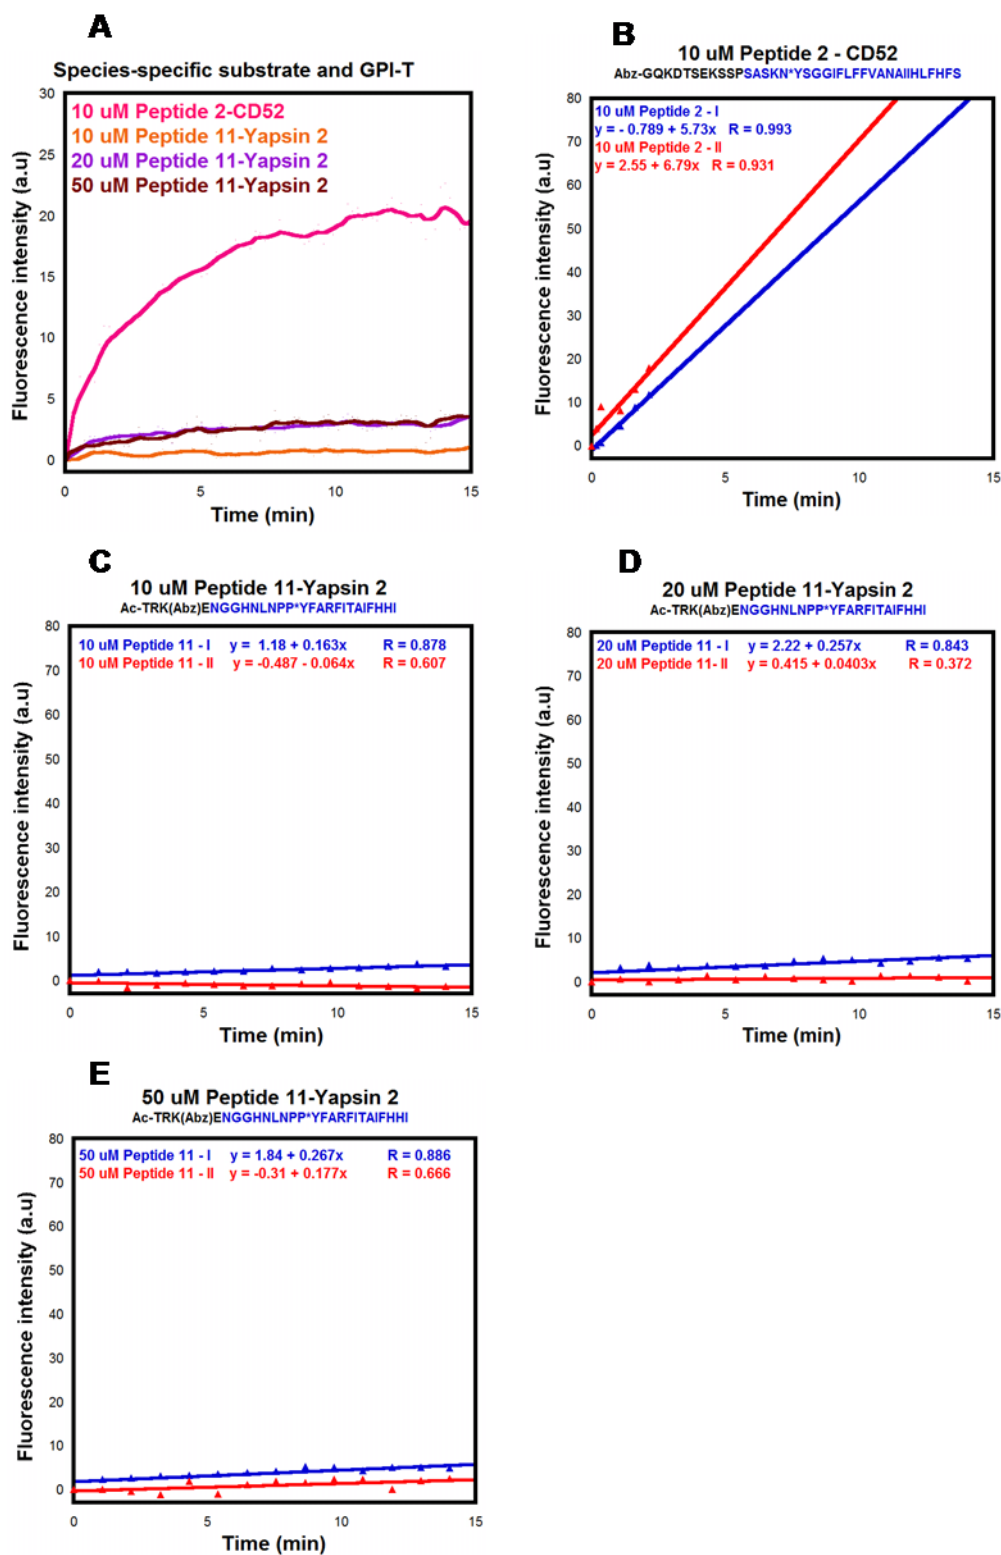 A
Species-specific substrate and GPI-T
10 uM Peptide 2-CD52
10 uM Peptide 11-Yapsin 2
20 uM Peptide 11-Yapsin 2
50 uM Peptide 11-Yapsin 2
Fluorescence intensity (a.u)
30
25
20
15
10
5
0
0 5 10 15
Time (min)
B
10 uM Peptide 2 - CD52
Abz-GQKDTSEKSSPSASKN*YSGGIFLFFVANAIIHLFHFS
10 uM Peptide 2 - I
y = - 0.789 + 5.73x R = 0.993
10 uM Peptide 2 - II
y = 2.55 + 6.79x R = 0.931
Fluorescence intensity (a.u)
80
70
60
50
40
30
20
10
0
0 5 10 15
Time (min)
C
10 uM Peptide 11-Yapsin 2
Ac-TRK(Abz)ENGGHNLNPP*YFARFITAIFHHI
10 uM Peptide 11 - I y = 1.18 + 0.163x R = 0.878
10 uM Peptide 11 - II y = -0.487 - 0.064x R = 0.607
Fluorescence intensity (a.u)
80
70
60
50
40
30
20
10
0
0 5 10 15
Time (min)
D
20 uM Peptide 11-Yapsin 2
Ac-TRK(Abz)ENGGHNLNPP*YFARFITAIFHHI
20 uM Peptide 11 - I y = 2.22 + 0.257x R = 0.843
20 uM Peptide 11- II y = 0.415 + 0.0403x R = 0.372
Fluorescence intensity (a.u)
80
70
60
50
40
30
20
10
0
0 5 10 15
Time (min)
E
50 uM Peptide 11-Yapsin 2
Ac-TRK(Abz)ENGGHNLNPP*YFARFITAIFHHI
50 uM Peptide 11 - I y = 1.84 + 0.267x R = 0.886
50 uM Peptide 11 - II y = -0.31 + 0.177x R = 0.666
Fluorescence intensity (a.u)
80
70
60
50
40
30
20
10
0
0 5 10 15
Time (min)